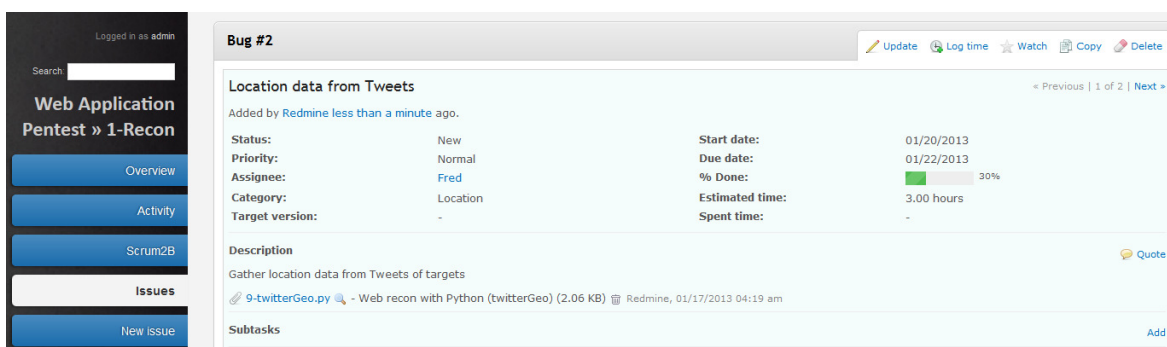 Logged in as admin
Search:
Web Application
Pentest » 1-Recon
Overview
Activity
Scrum2B
Issues
New issue
Bug #2
Update Log time Watch Copy Delete
Location data from Tweets
« Previous | 1 of 2 | Next »
Added by Redmine less than a minute ago.
Status: New Start date: 01/20/2013
Priority: Normal Due date: 01/22/2013
Assignee: Fred % Done: 30%
Category: Location Estimated time: 3.00 hours
Target version: - Spent time: -
Description Quote
Gather location data from Tweets of targets
9-twitterGeo.py - Web recon with Python (twitterGeo) (2.06 KB) Redmine, 01/17/2013 04:19 am
Subtasks Add